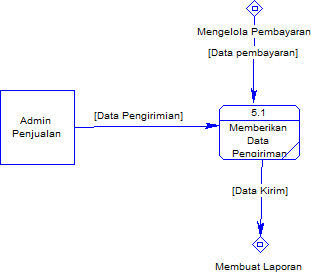 Mengelola Pembayaran
[Data pembayaran]
5.1
Admin
Penjualan
[Data Pengirimian]
Memberikan
Data
Pengiriman
[Data Kirim]
Membuat Laporan